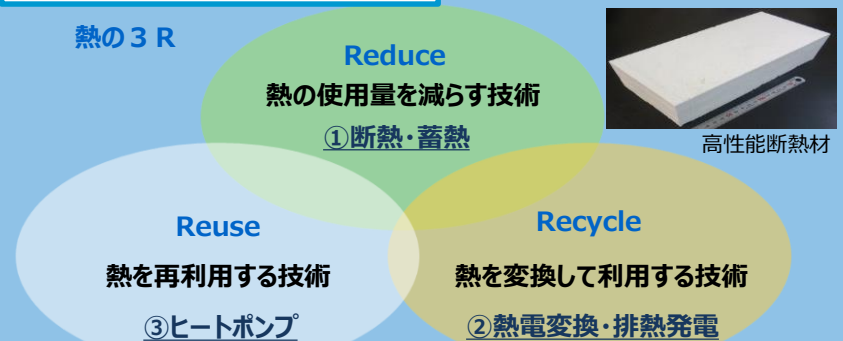 熱の３R
Reduce
熱の使用量を減らす技術
①断熱・蓄熱
高性能断熱材
Reuse
熱を再利用する技術
③ヒートポンプ
Recycle
熱を変換して利用する技術
②熱電変換・排熱発電